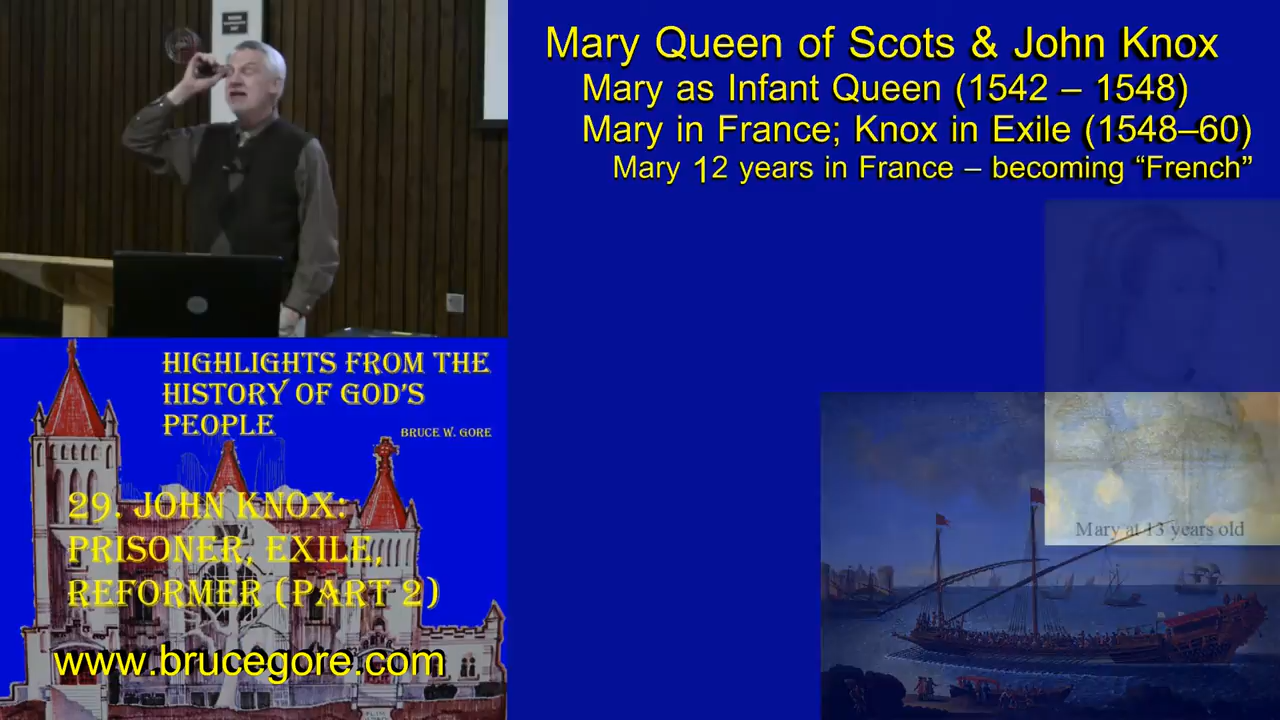 Mary Queen of Scots & John Knox
Mary as Infant Queen (1542 – 1548)
Mary in France; Knox in Exile (1548–60)
Mary 12 years in France – becoming “French”
Mary at 13 years old
HIGHLIGHTS FROM THE
HISTORY OF GOD'S
PEOPLE
BRUCE W. GORE
29. JOHN KNOX:
PRISONER, EXILE,
REFORMER (PART 2)
www.brucegore.com